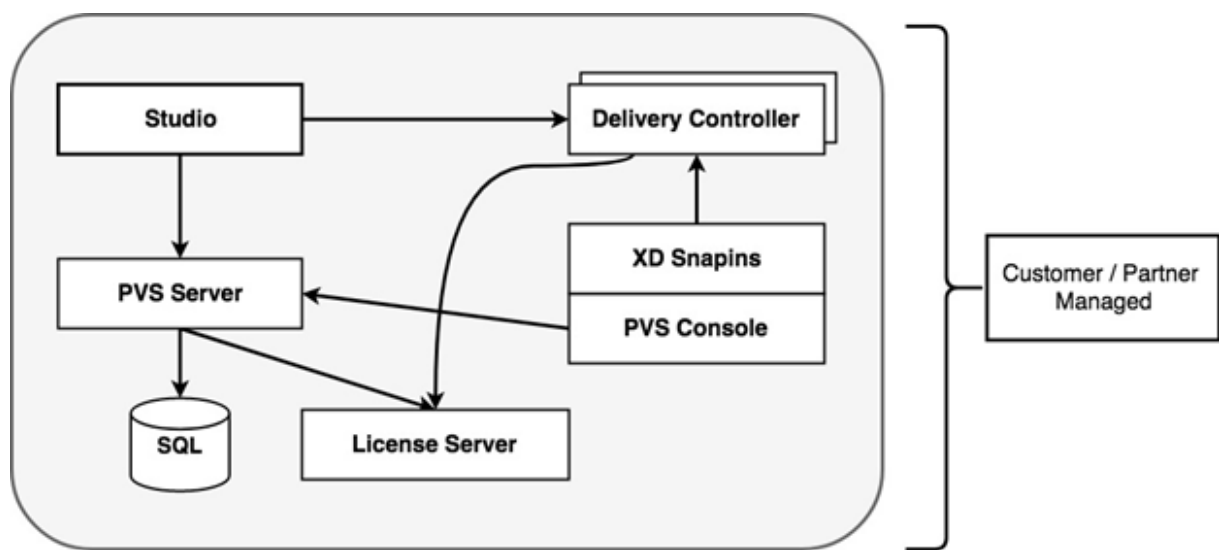 Studio
Delivery Controller
XD Snapins
PVS Server
PVS Console
Customer / Partner
Managed
SQL
License Server